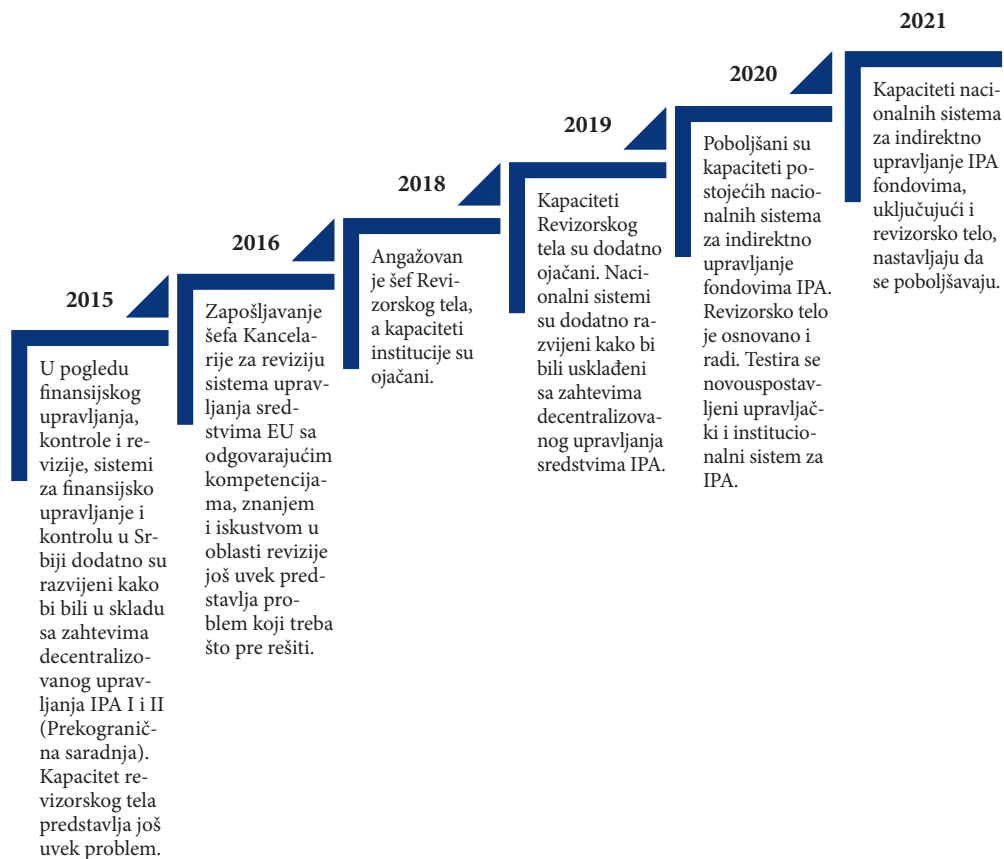 2015
U pogledu
finansijskog
upravljanja,
kontrole i re-
vizije, sistemi
za finansijsko
upravljanje i
kontrolu u Sr-
biji dodatno su
razvijeni kako
bi bili u skladu
sa zahtevima
decentralizo-
vanog uprav-
ljanja IPA I i II
(Prekogranič-
na saradnja).
Kapacitet re-
vizorskog tela
predstavlja još
uvek problem.
2016
Zapošljavanje
šefa Kancela-
rije za reviziju
sistema uprav-
ljanja sred-
stvima EU sa
odgovarajućim
kompetencija-
ma, znanjem
i iskustvom u
oblasti revizije
još uvek pred-
stavlja pro-
blem koji treba
što pre rešiti.
2018
Angažovan
je šef Revi-
zorskog tela,
a kapaciteti
institucije su
ojačani.
2019
Kapaciteti
Revizorskog
tela su dodatno
ojačani. Naci-
onalni sistemi
su dodatno ra-
zvijeni kako bi
bili usklađeni
sa zahtevima
decentralizova-
nog upravljanja
sredstvima IPA.
2020
Poboljšani su
kapaciteti po-
stojećih nacio-
nalnih sistema
za indirektno
upravljanje
fondovima IPA.
Revizorsko telo
je osnovano i
radi. Testira se
novouspostav-
ljeni upravljač-
ki i institucio-
nalni sistem za
IPA.
2021
Kapaciteti naci-
onalnih sistema
za indirektno
upravljanje IPA
fondovima,
uključujući i
revizorsko telo,
nastavljaju da
se poboljšavaju.